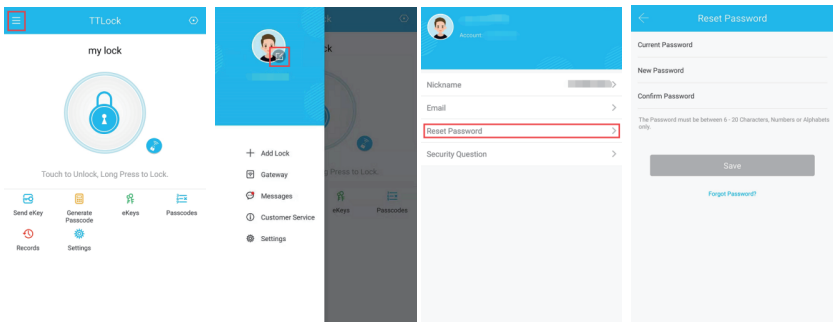 TTLock
my lock
Touch to Unlock, Long Press to Lock.
Send eKey
Generate
Passcode
eKeys
Passcodes
Records
Settings
ck
Add Lock
Gateway
Messages
Customer Service
Settings
g Press to Lock.
eKeys
Passcodes
Account
Nickname
Email
Reset Password
Security Question
Reset Password
Current Password
New Password
Confirm Password
The Password must be between 6 - 20 Characters, Numbers or Alphabets
only.
Save
Forgot Password?